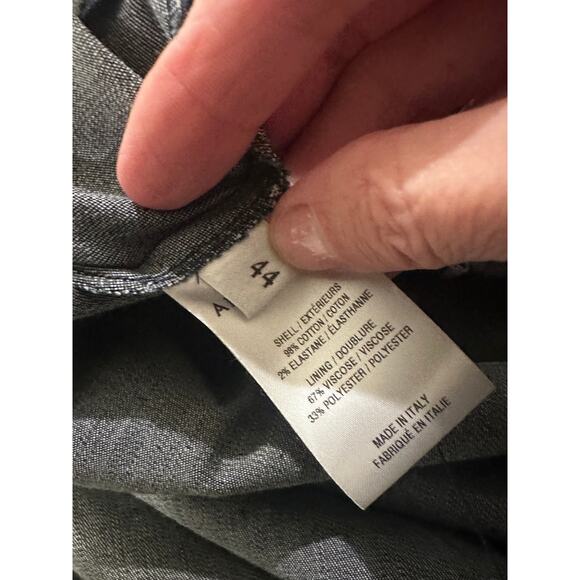 44
SHELL / EXTÉRIEURS
98% COTTON / COTON
2% ELASTANE / ÉLASTHANNE
LINING / DOUBLURE
67% VISCOSE / VISCOSE
33% POLYESTER / POLYESTER
MADE IN ITALY
FABRIQUÉ EN ITALIE